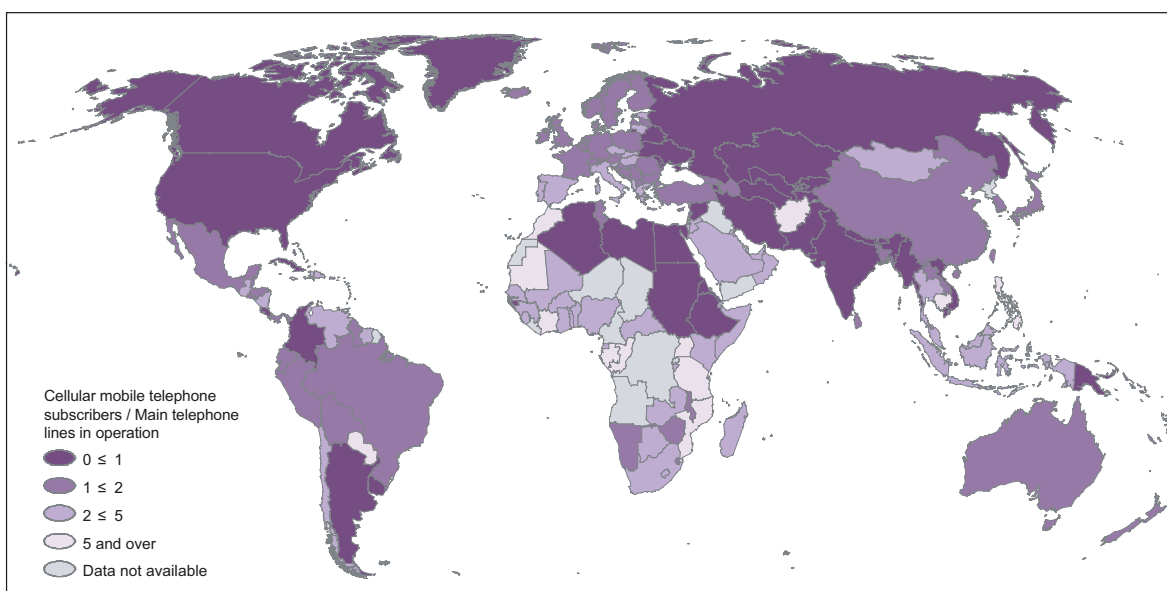 Cellular mobile telephone
subscribers / Main telephone
lines in operation
0 ≤ 1
1 ≤ 2
2 ≤ 5
5 and over
Data not available